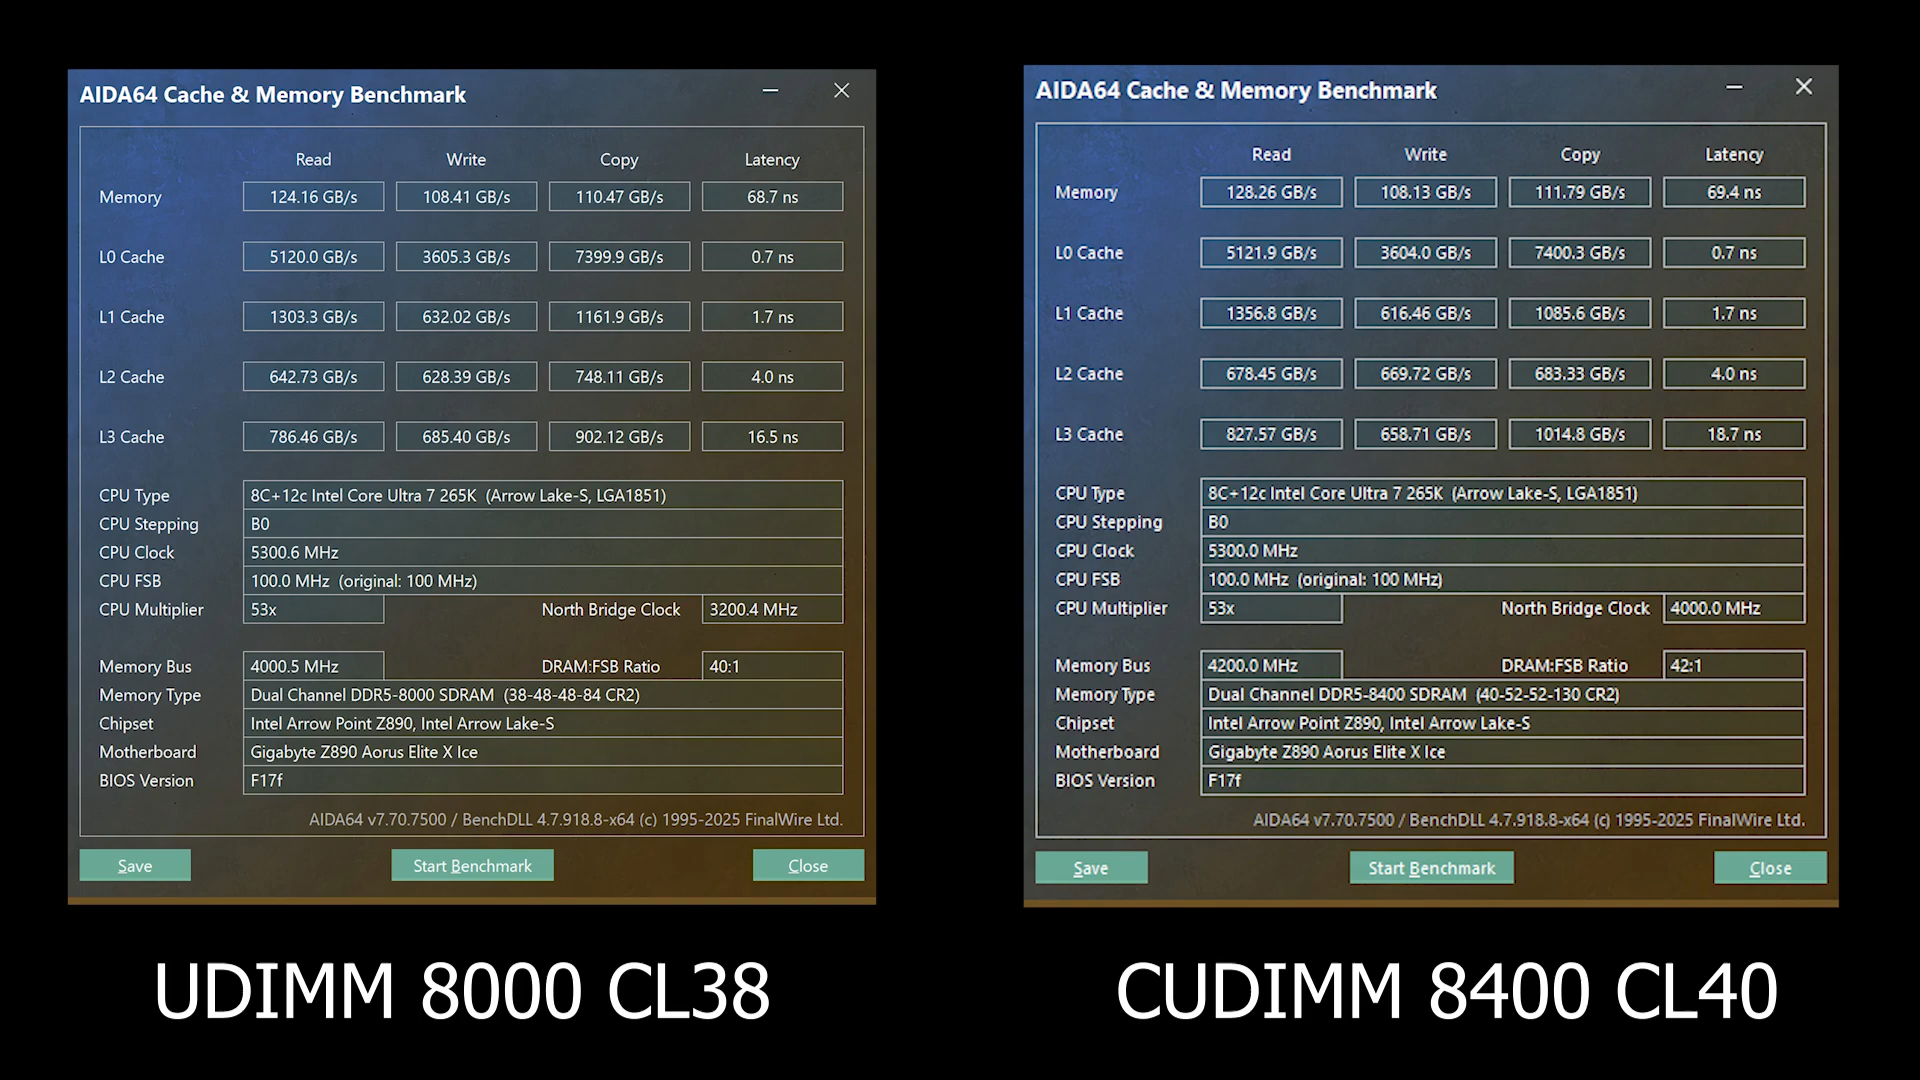 AIDA64 Cache & Memory Benchmark
Read Write Copy Latency
Memory 124.16 GB/s 108.41 GB/s 110.47 GB/s 68.7 ns
L0 Cache 5120.0 GB/s 3605.3 GB/s 7399.9 GB/s 0.7 ns
L1 Cache 1303.3 GB/s 632.02 GB/s 1161.9 GB/s 1.7 ns
L2 Cache 642.73 GB/s 628.39 GB/s 748.11 GB/s 4.0 ns
L3 Cache 786.46 GB/s 685.40 GB/s 902.12 GB/s 16.5 ns
CPU Type 8C+12c Intel Core Ultra 7 265K (Arrow Lake-S, LGA1851)
CPU Stepping B0
CPU Clock 5300.6 MHz
CPU FSB 100.0 MHz (original: 100 MHz)
CPU Multiplier 53x North Bridge Clock 3200.4 MHz
Memory Bus 4000.5 MHz DRAM:FSB Ratio 40:1
Memory Type Dual Channel DDR5-8000 SDRAM (38-48-48-84 CR2)
Chipset Intel Arrow Point Z890, Intel Arrow Lake-S
Motherboard Gigabyte Z890 Aorus Elite X Ice
BIOS Version F17f
AIDA64 v7.70.7500 / BenchDLL 4.7.918.8-x64 (c) 1995-2025 FinalWire Ltd.
Save Start Benchmark Close
UDIMM 8000 CL38
AIDA64 Cache & Memory Benchmark
Read Write Copy Latency
Memory 128.26 GB/s 108.13 GB/s 111.79 GB/s 69.4 ns
L0 Cache 5121.9 GB/s 3604.0 GB/s 7400.3 GB/s 0.7 ns
L1 Cache 1356.8 GB/s 616.46 GB/s 1085.6 GB/s 1.7 ns
L2 Cache 678.45 GB/s 669.72 GB/s 683.33 GB/s 4.0 ns
L3 Cache 827.57 GB/s 658.71 GB/s 1014.8 GB/s 18.7 ns
CPU Type 8C+12c Intel Core Ultra 7 265K (Arrow Lake-S, LGA1851)
CPU Stepping B0
CPU Clock 5300.0 MHz
CPU FSB 100.0 MHz (original: 100 MHz)
CPU Multiplier 53x North Bridge Clock 4000.0 MHz
Memory Bus 4200.0 MHz DRAM:FSB Ratio 42:1
Memory Type Dual Channel DDR5-8400 SDRAM (40-52-52-130 CR2)
Chipset Intel Arrow Point Z890, Intel Arrow Lake-S
Motherboard Gigabyte Z890 Aorus Elite X Ice
BIOS Version F17f
AIDA64 v7.70.7500 / BenchDLL 4.7.918.8-x64 (c) 1995-2025 FinalWire Ltd.
Save Start Benchmark Close
CUDIMM 8400 CL40